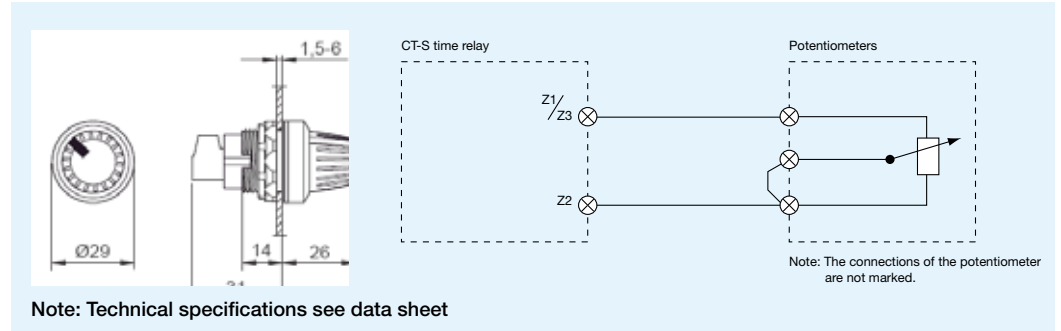 1,5-6
CT-S time relay
Potentiometers
Z1/Z3
Z2
Ø29
14
26
Note: The connections of the potentiometer
are not marked.
Note: Technical specifications see data sheet